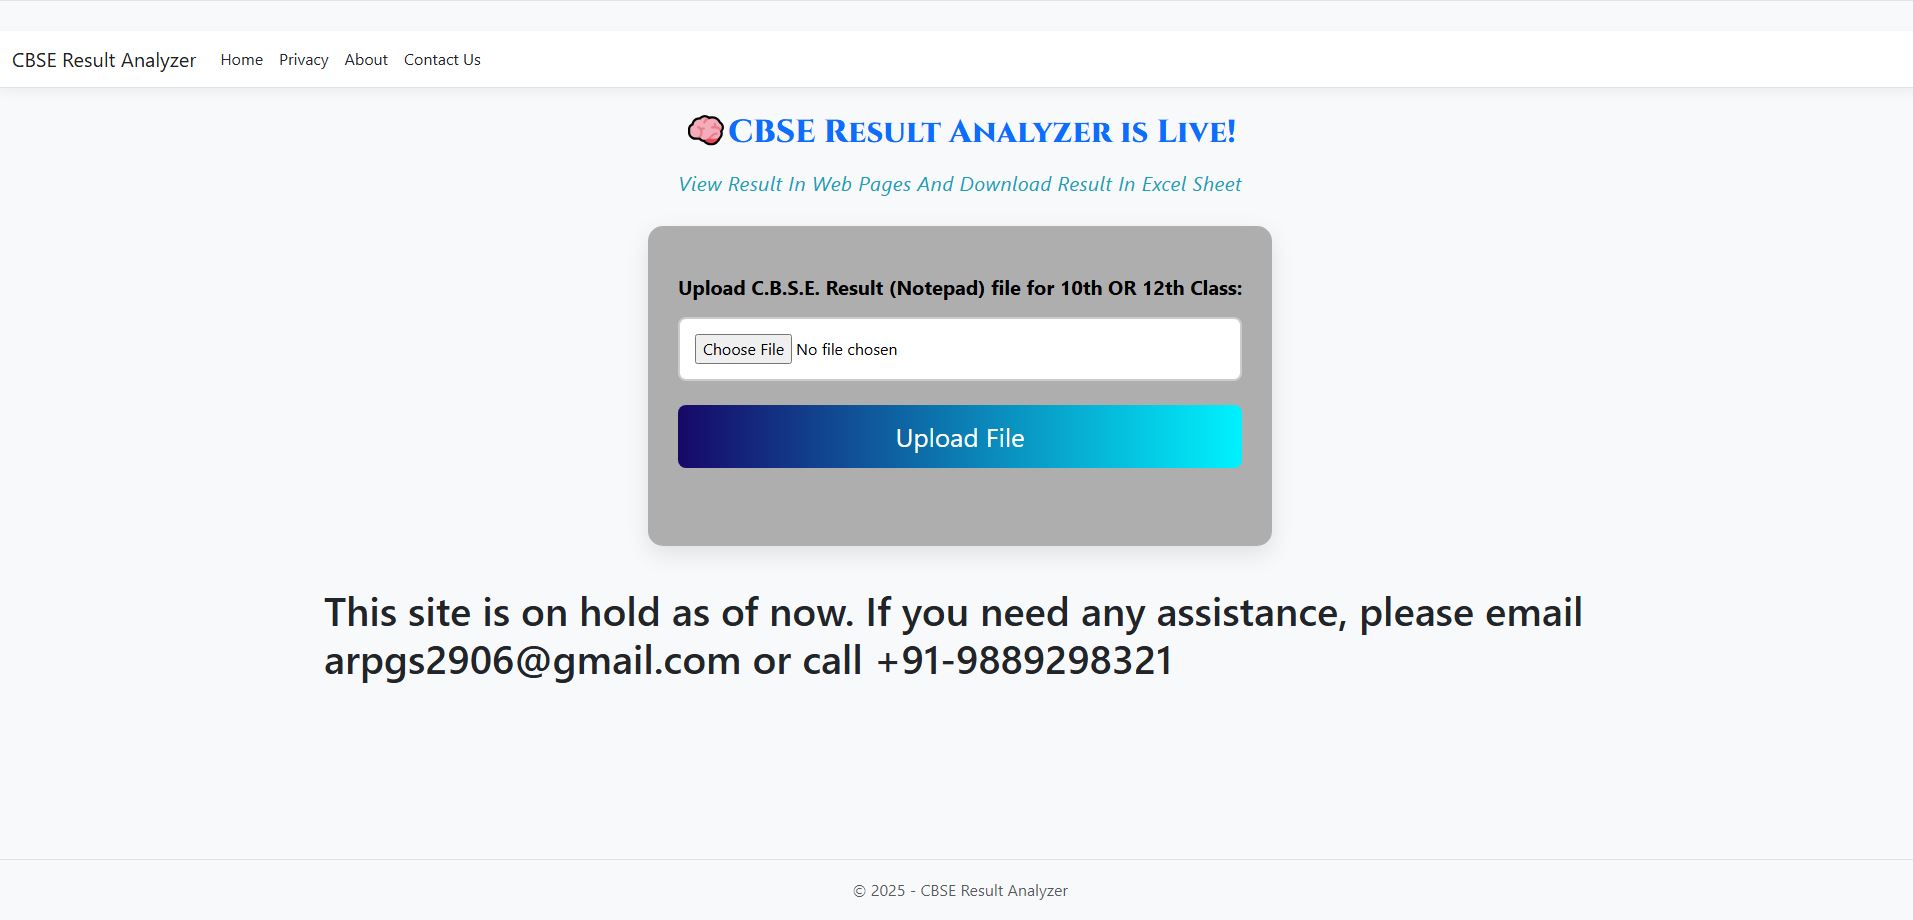 CBSE Result Analyzer Home Privacy About Contact Us
CBSE Result Analyzer is Live!
View Result In Web Pages And Download Result In Excel Sheet
Upload C.B.S.E. Result (Notepad) file for 10th OR 12th Class:
Choose File No file chosen
Upload File
This site is on hold as of now. If you need any assistance, please email
arpgs2906@gmail.com or call +91-9889298321
© 2025 - CBSE Result Analyzer